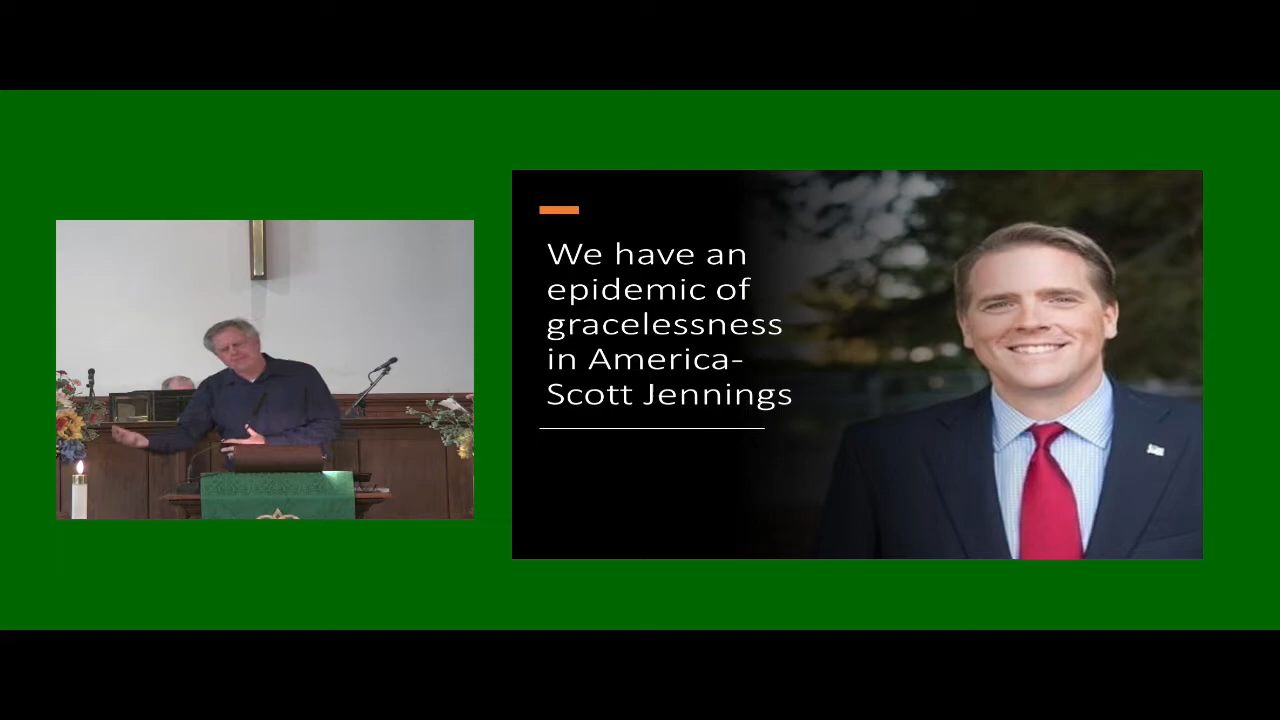 We have an
epidemic of
gracelessness
in America-
Scott Jennings